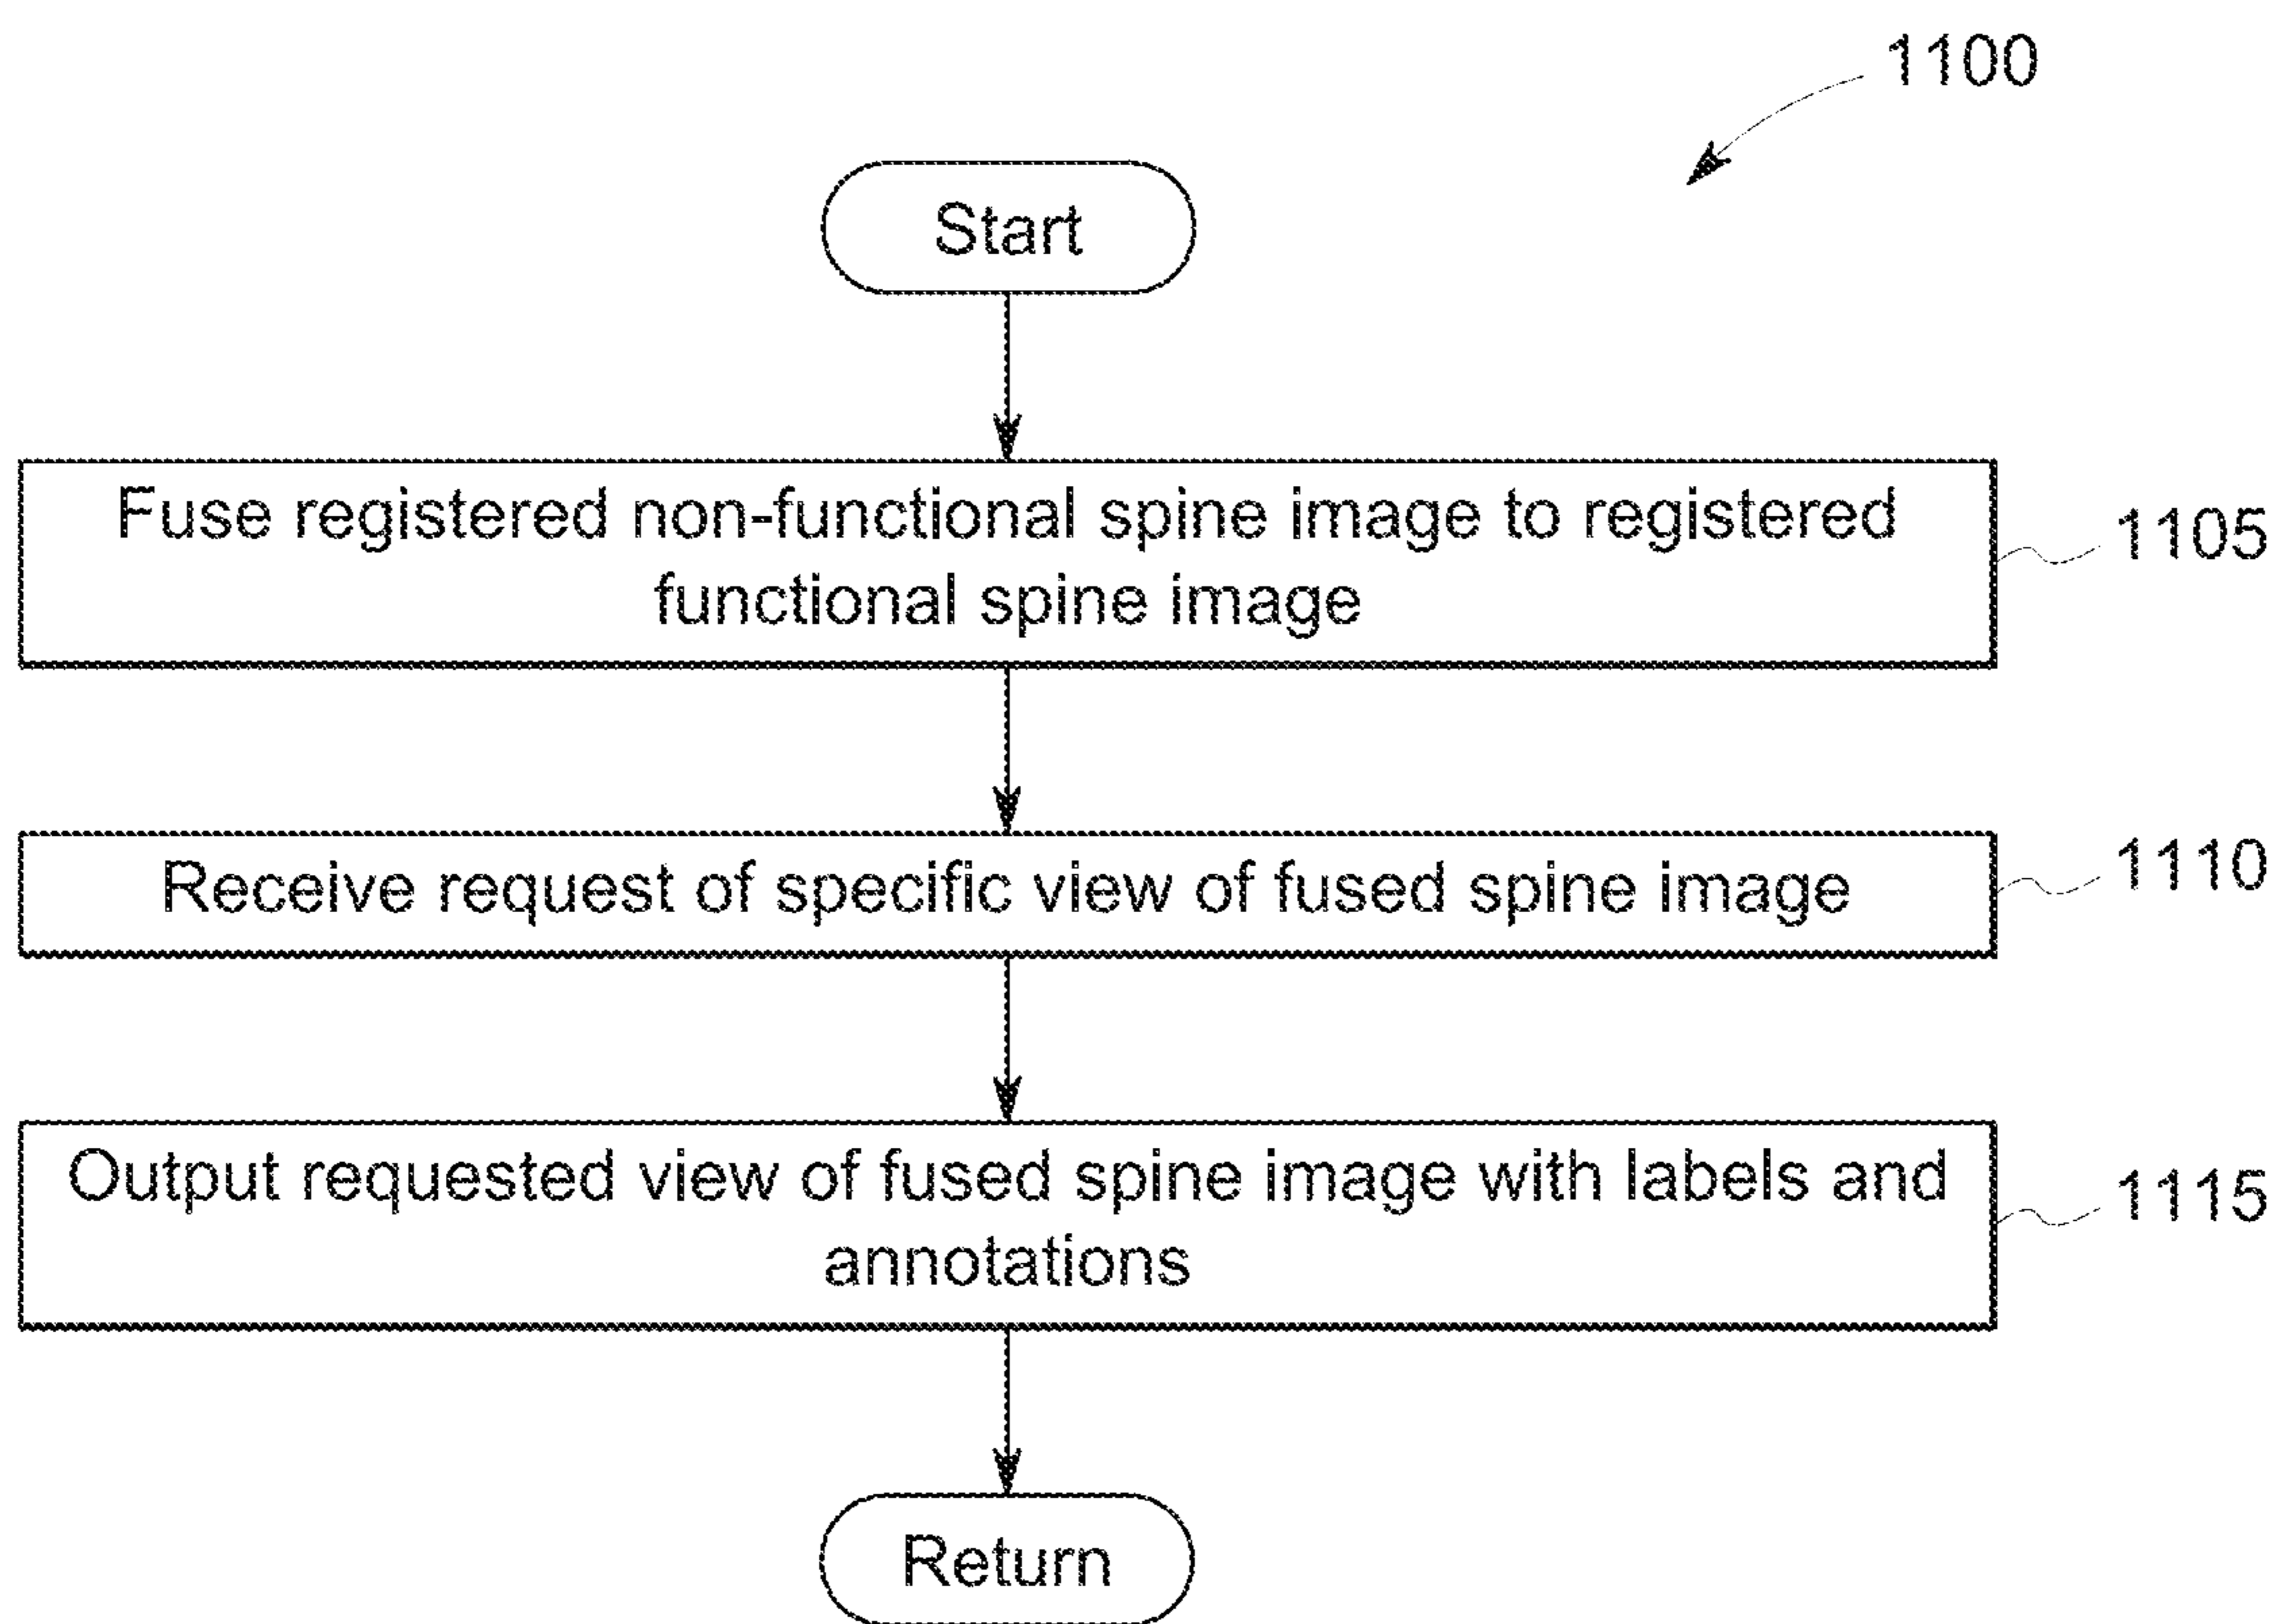 1100
Start
Fuse registered non-functional spine image to registered
functional spine image
1105
Receive request of specific view of fused spine image
1110
Output requested view of fused spine image with labels and
annotations
1115
Return